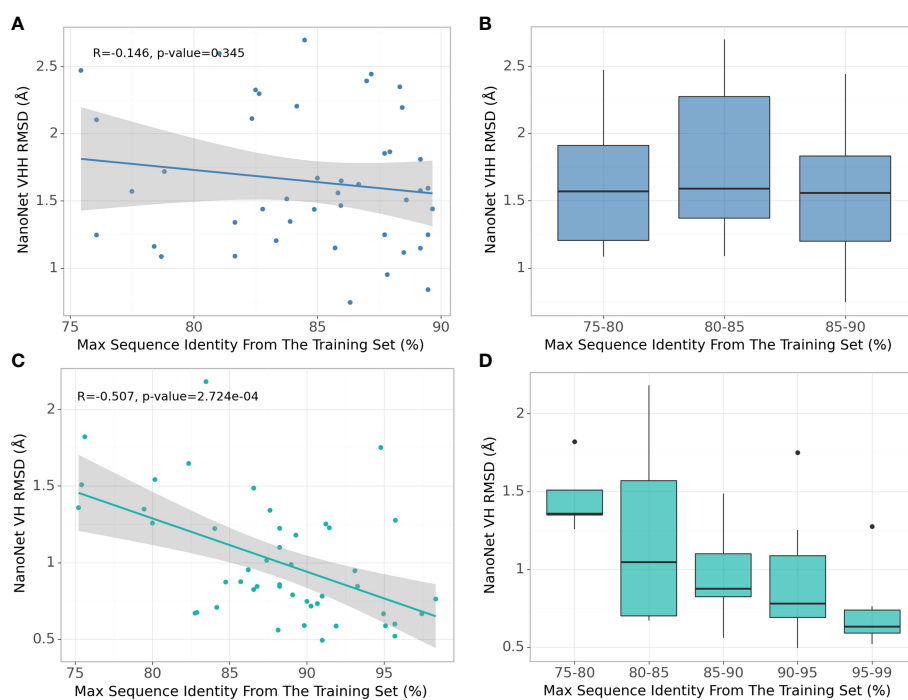 A
R=-0.146, p-value=0.345
NanoNet VHH RMSD (Å)
2.5
2
1.5
1
75
80
85
90
Max Sequence Identity From The Training Set (%)
B
NanoNet VHH RMSD (Å)
2.5
2
1.5
1
75-80
80-85
85-90
Max Sequence Identity From The Training Set (%)
C
R=-0.507, p-value=2.724e-04
NanoNet VH RMSD (Å)
2
1.5
1
0.5
75
80
85
90
95
Max Sequence Identity From The Training Set (%)
D
NanoNet VH RMSD (Å)
2
1.5
1
0.5
75-80
80-85
85-90
90-95
95-99
Max Sequence Identity From The Training Set (%)